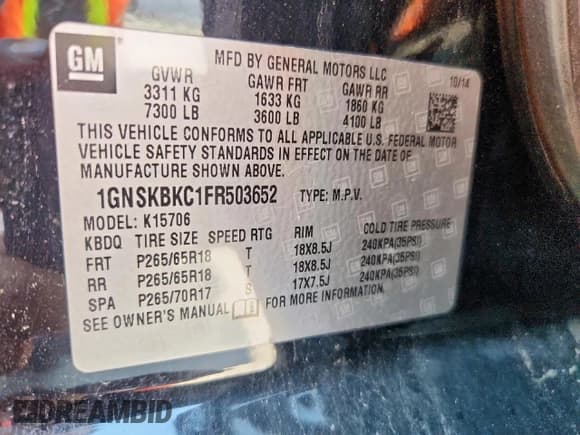 GM
MFD BY GENERAL MOTORS LLC
10/14
GVWR GAWR FRT GAWR RR
3311 KG 1633 KG 1860 KG
7300 LB 3600 LB 4100 LB
THIS VEHICLE CONFORMS TO ALL APPLICABLE U.S. FEDERAL MOTOR
VEHICLE SAFETY STANDARDS IN EFFECT ON THE DATE OF
MANUFACTURE SHOWN ABOVE.
1GNSKBKC1FR503652 TYPE: M.P.V.
MODEL: K15706
KBDQ TIRE SIZE SPEED RTG RIM COLD TIRE PRESSURE
FRT P265/65R18 T 18X8.5J 240KPA(35PSI)
RR P265/65R18 T 18X8.5J 240KPA(35PSI)
SPA P265/70R17 S 17X7.5J 240KPA(35PSI)
SEE OWNER'S MANUAL FOR MORE INFORMATION.
DREAMBID